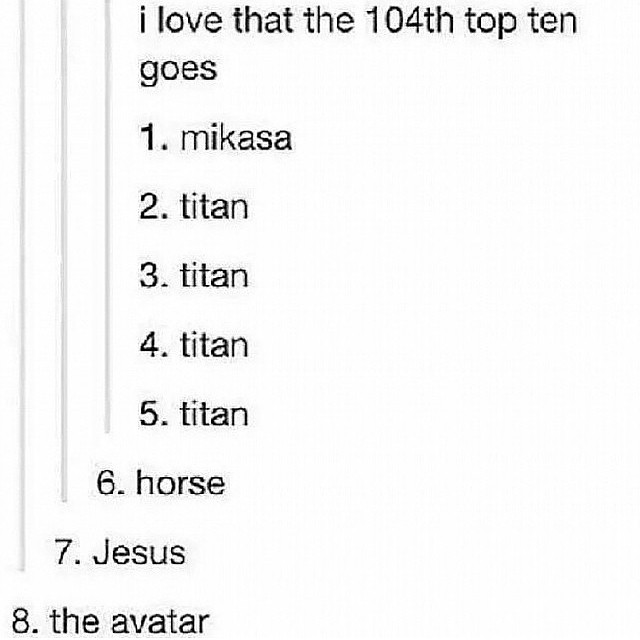 i love that the 104th top ten
goes
1. mikasa
2. titan
3. titan
4. titan
5. titan
6. horse
7. Jesus
8. the avatar